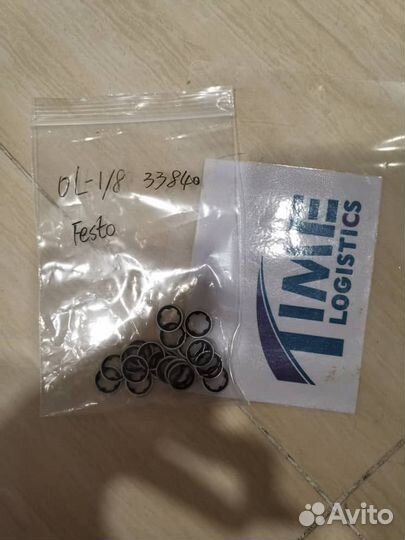 OL-1/8 33840
Festo
TIME
LOGISTICS
Avito